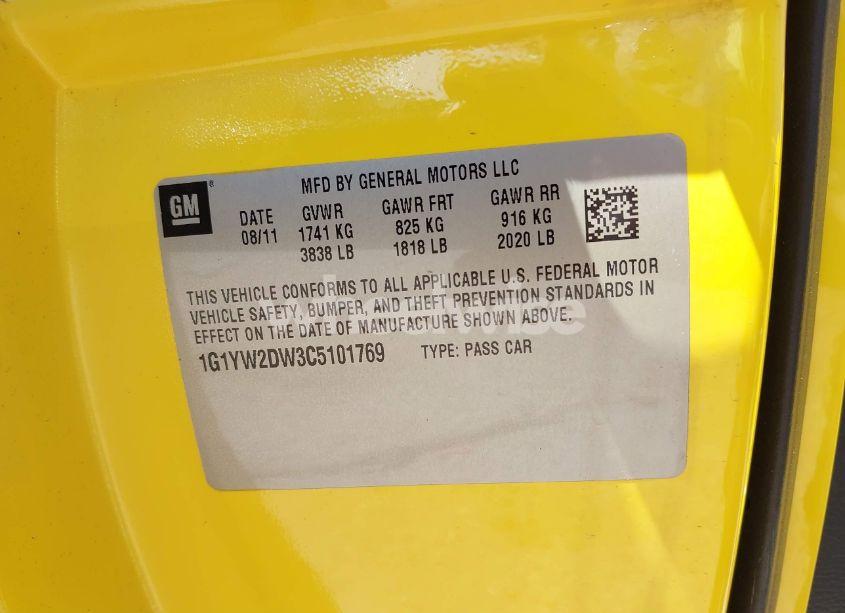 GM
MFD BY GENERAL MOTORS LLC
DATE GVWR GAWR FRT GAWR RR
08/11 1741 KG 825 KG 916 KG
3838 LB 1818 LB 2020 LB
THIS VEHICLE CONFORMS TO ALL APPLICABLE U.S. FEDERAL MOTOR
VEHICLE SAFETY, BUMPER, AND THEFT PREVENTION STANDARDS IN
EFFECT ON THE DATE OF MANUFACTURE SHOWN ABOVE.
1G1YW2DW3C5101769 TYPE: PASS CAR